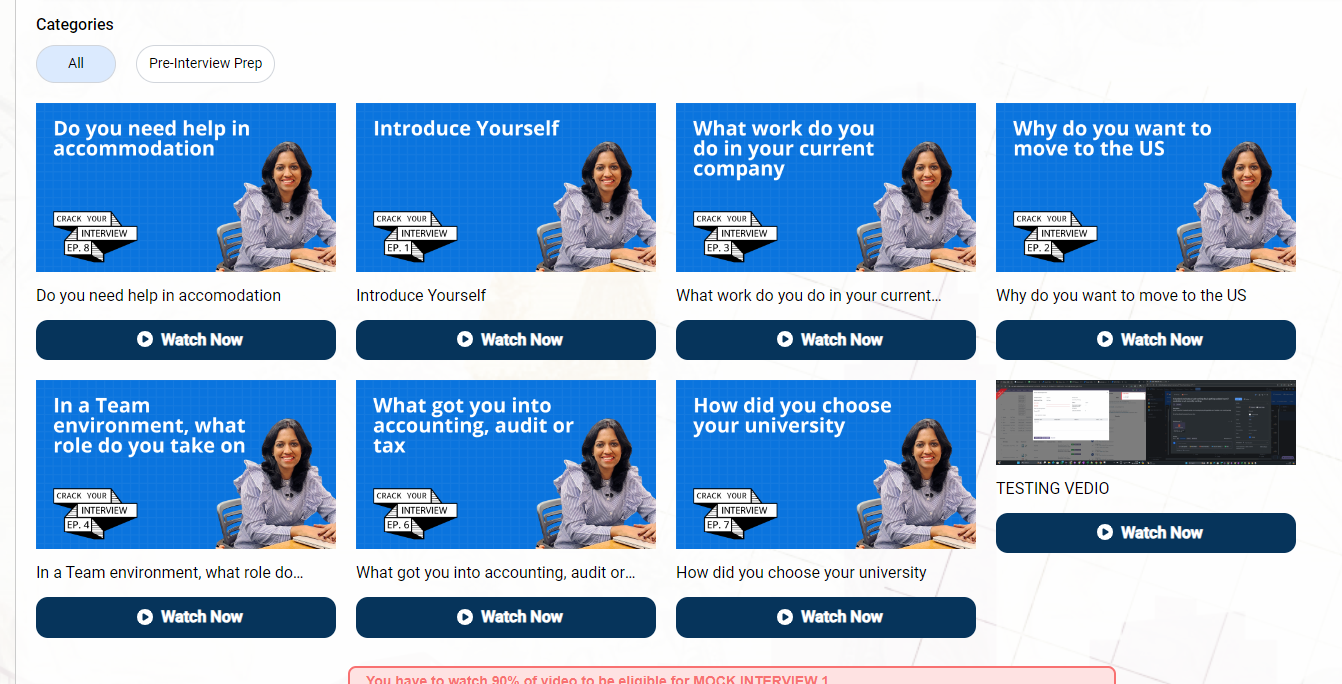 Categories
All
Pre-Interview Prep
Do you need help in
accommodation
CRACK YOUR
INTERVIEW
EP. 8
Introduce Yourself
CRACK YOUR
INTERVIEW
EP. 1
What work do you
do in your current
company
CRACK YOUR
INTERVIEW
EP. 3
Why do you want to
move to the US
CRACK YOUR
INTERVIEW
EP. 2
Do you need help in accomodation
Introduce Yourself
What work do you do in your current...
Why do you want to move to the US
Watch Now
Watch Now
Watch Now
Watch Now
In a Team
environment, what
role do you take on
CRACK YOUR
INTERVIEW
EP. 4
What got you into
accounting, audit or
tax
CRACK YOUR
INTERVIEW
EP. 6
How did you choose
your university
CRACK YOUR
INTERVIEW
EP. 7
TESTING VEDIO
Watch Now
In a Team environment, what role do...
What got you into accounting, audit or...
How did you choose your university
Watch Now
Watch Now
Watch Now
You have to watch 90% of video to be eligible for MOCK INTERVIEW 1